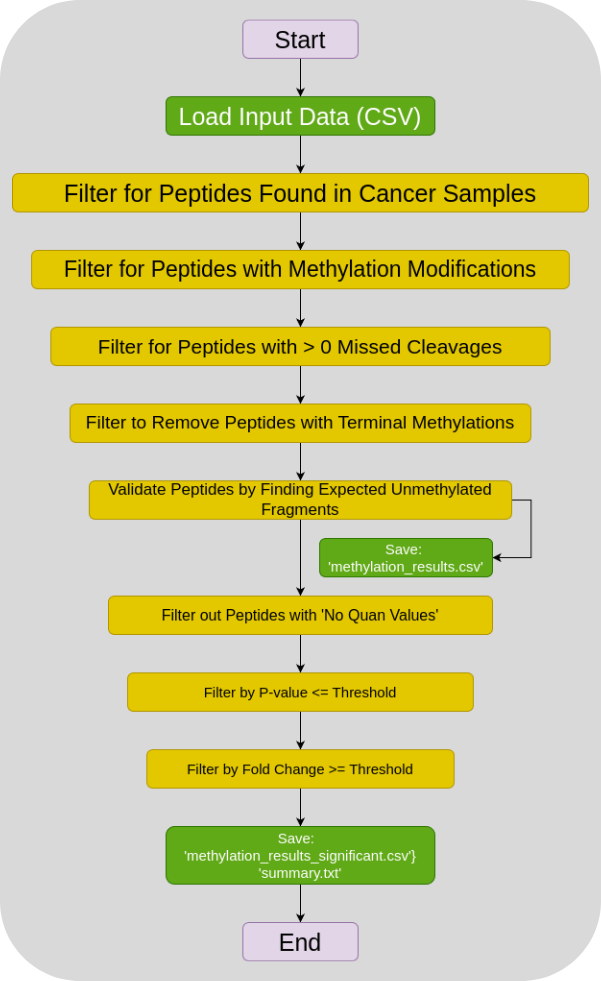 Start
Load Input Data (CSV)
Filter for Peptides Found in Cancer Samples
Filter for Peptides with Methylation Modifications
Filter for Peptides with > 0 Missed Cleavages
Filter to Remove Peptides with Terminal Methylations
Validate Peptides by Finding Expected Unmethylated
Fragments
Save:
'methylation_results.csv'
Filter out Peptides with 'No Quan Values'
Filter by P-value <= Threshold
Filter by Fold Change >= Threshold
Save:
'methylation_results_significant.csv'}
'summary.txt'
End